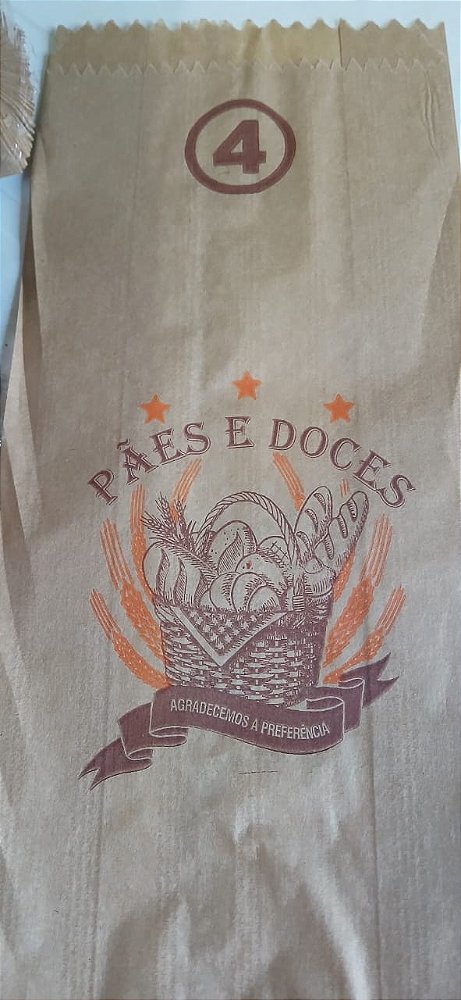 4
PÃES E DOCES
AGRADECEMOS A PREFERÊNCIA